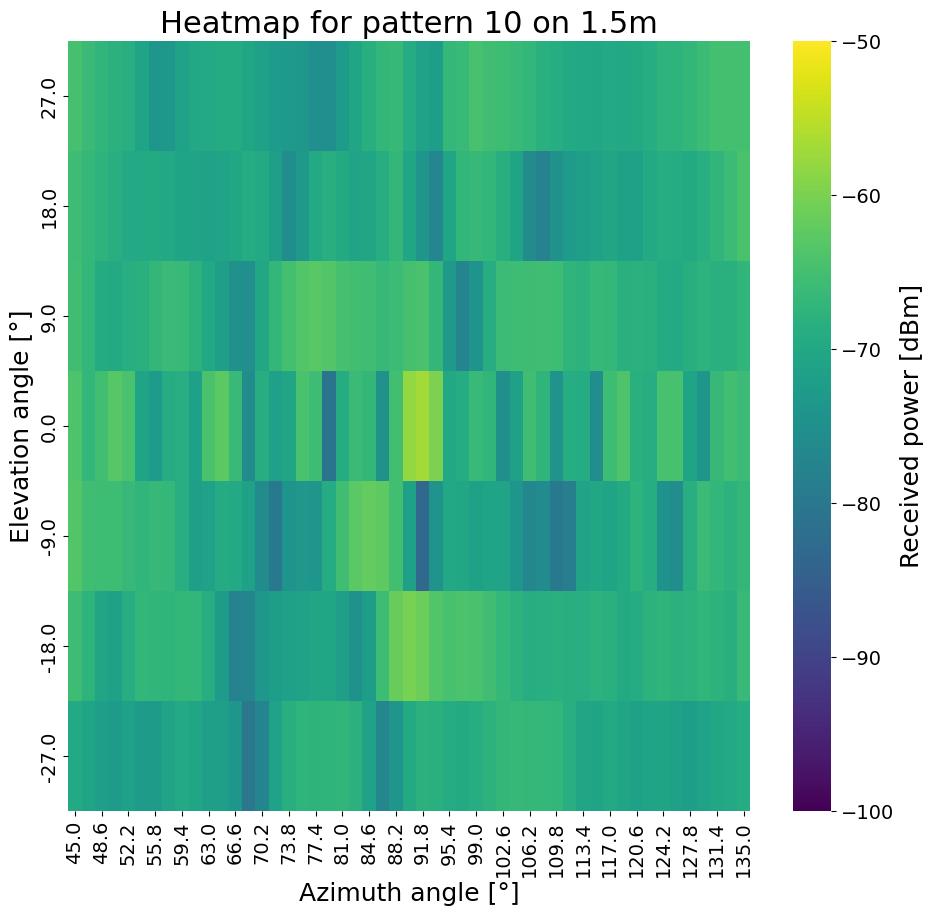 Heatmap for pattern 10 on 1.5m
Elevation angle [°]
27.0
18.0
9.0
0.0
-9.0
-18.0
-27.0
45.0 48.6 52.2 55.8 59.4 63.0 66.6 70.2 73.8 77.4 81.0 84.6 88.2 91.8 95.4 99.0 102.6 106.2 109.8 113.4 117.0 120.6 124.2 127.8 131.4 135.0
Azimuth angle [°]
−50
−60
−70
−80
−90
−100
Received power [dBm]